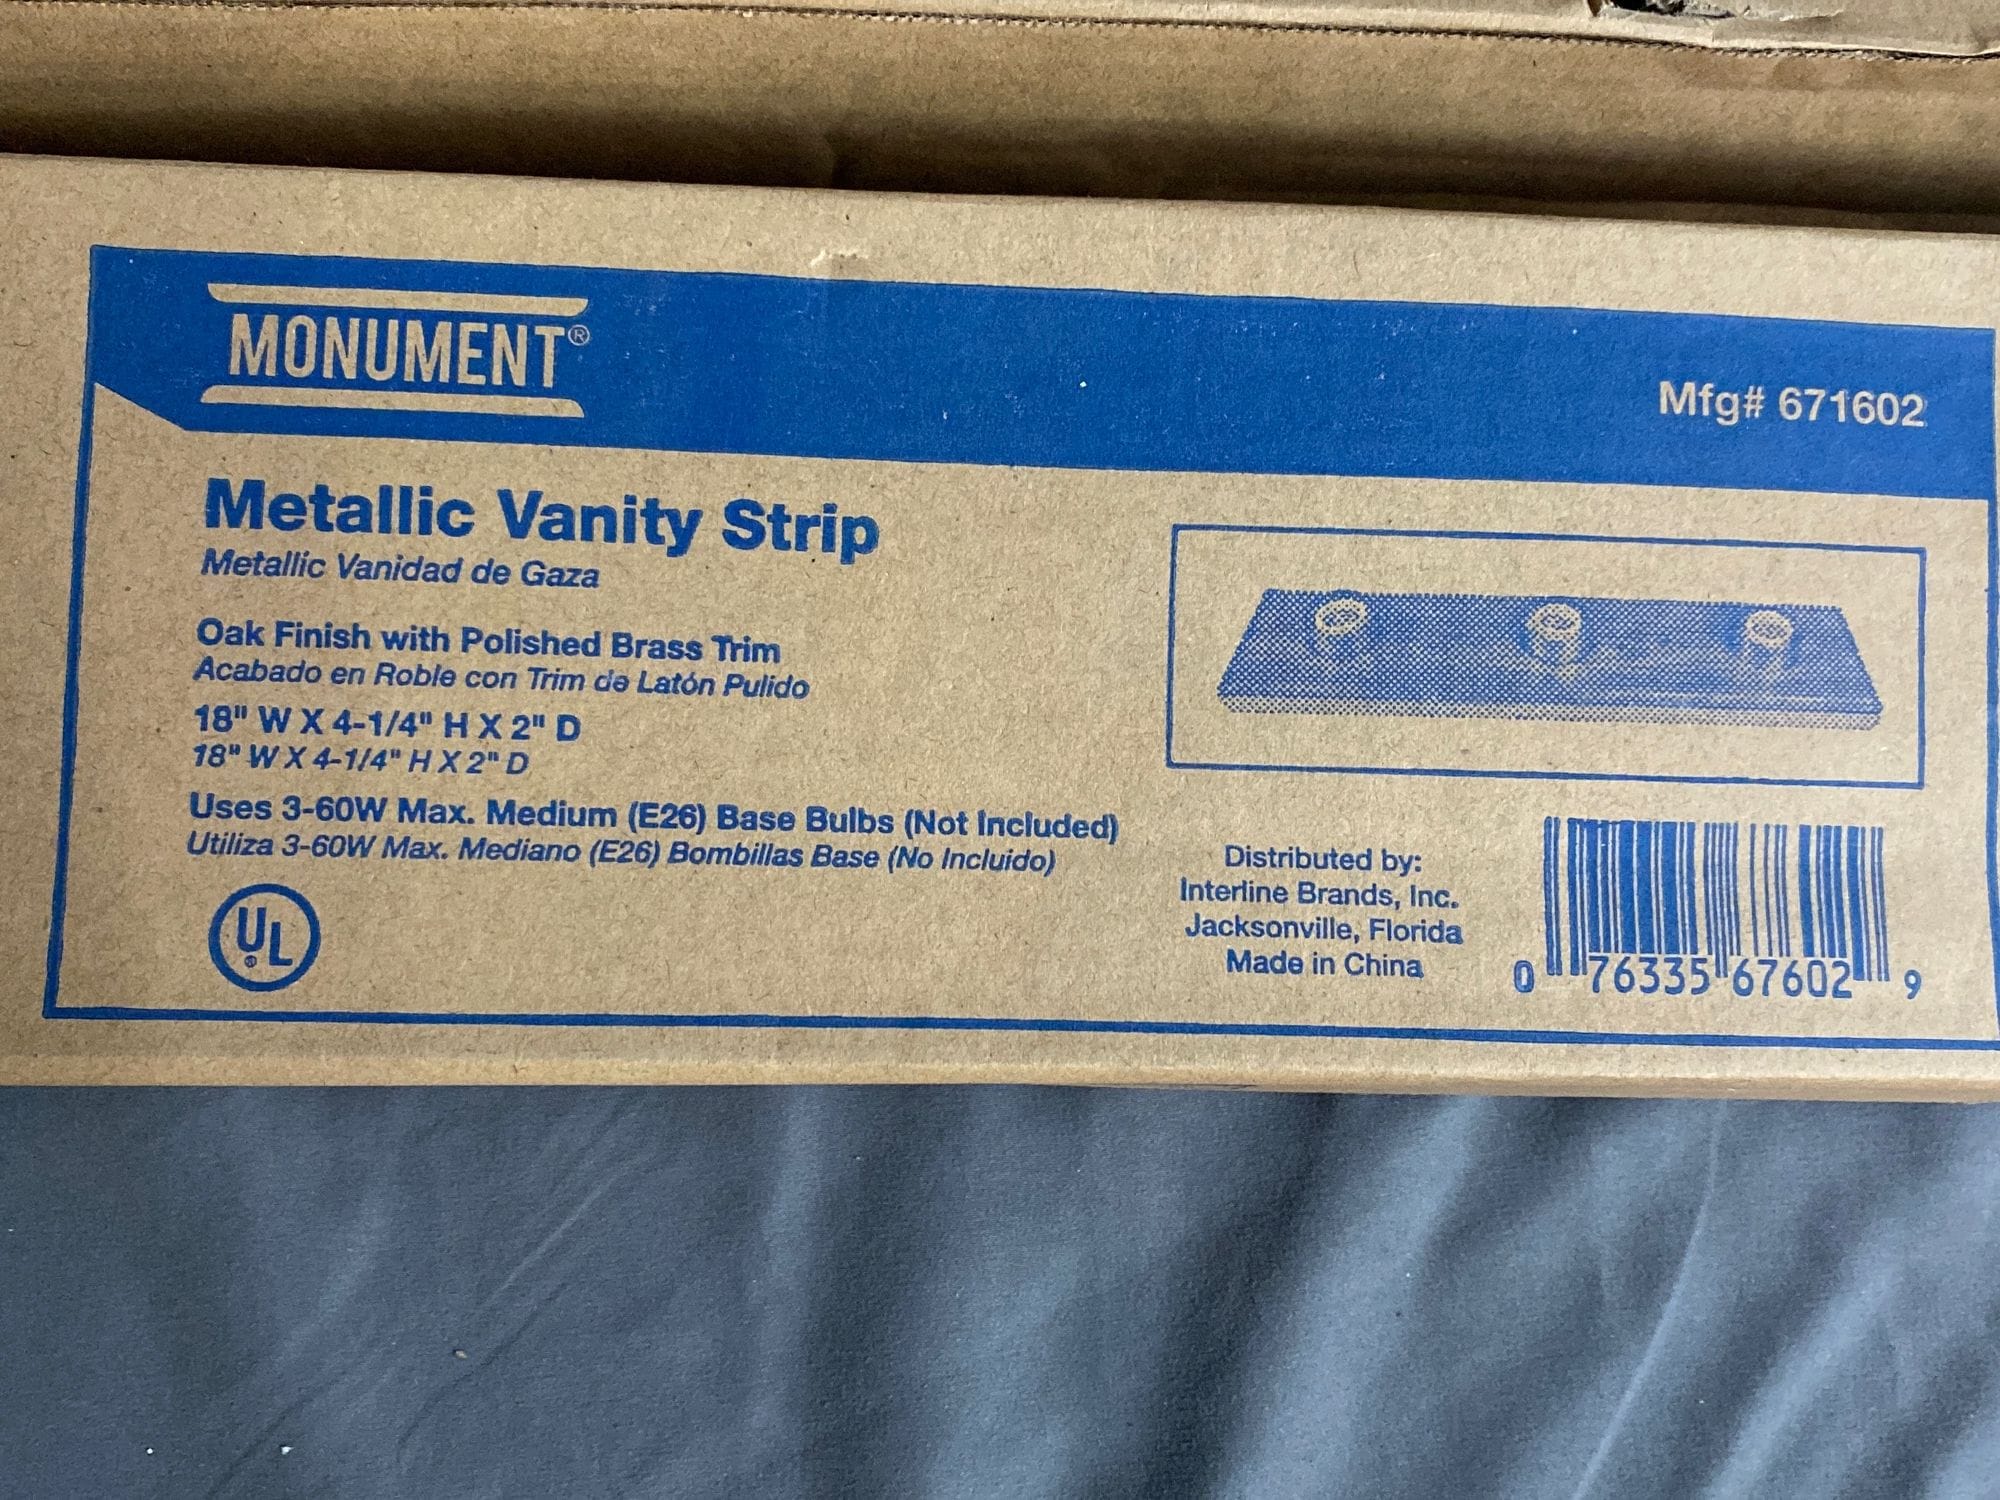 MONUMENT®
Mfg# 671602
Metallic Vanity Strip
Metallic Vanidad de Gaza
Oak Finish with Polished Brass Trim
Acabado en Roble con Trim de Latón Pulido
18" W X 4-1/4" H X 2" D
18" W X 4-1/4" H X 2" D
Uses 3-60W Max. Medium (E26) Base Bulbs (Not Included)
Utiliza 3-60W Max. Mediano (E26) Bombillas Base (No Incluido)
UL®
Distributed by:
Interline Brands, Inc.
Jacksonville, Florida
Made in China
0 76335 67602 9